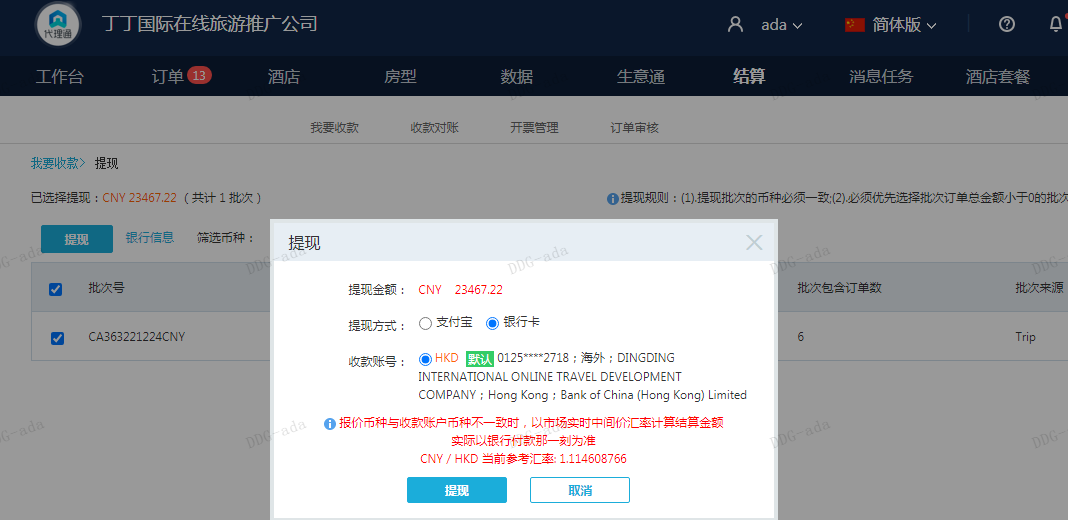 代理通
丁丁国际在线旅游推广公司
ada
简体版
工作台
订单 13
酒店
房型
数据
生意通
结算
消息任务
酒店套餐
我要收款
收款对账
开票管理
订单审核
我要收款> 提现
已选择提现：CNY 23467.22 （ 共计 1 批次 ）
提现规则：(1).提现批次的币种必须一致;(2).必须优先选择批次订单总金额小于0的批次
提现
银行信息
筛选币种：
批次号
批次包含订单数
批次来源
CA363221224CNY
6
Trip
提现
提现金额： CNY 23467.22
提现方式： 支付宝 银行卡
收款账号： HKD 默认 0125****2718；海外；DINGDING
INTERNATIONAL ONLINE TRAVEL DEVELOPMENT
COMPANY；Hong Kong；Bank of China (Hong Kong) Limited
报价币种与收款账户币种不一致时，以市场实时中间价汇率计算结算金额
实际以银行付款那一刻为准
CNY / HKD 当前参考汇率: 1.114608766
提现
取消
DDG-ada
DDG-ada
DDG-ada
DDG-ada
DDG-ada
DDG-ada